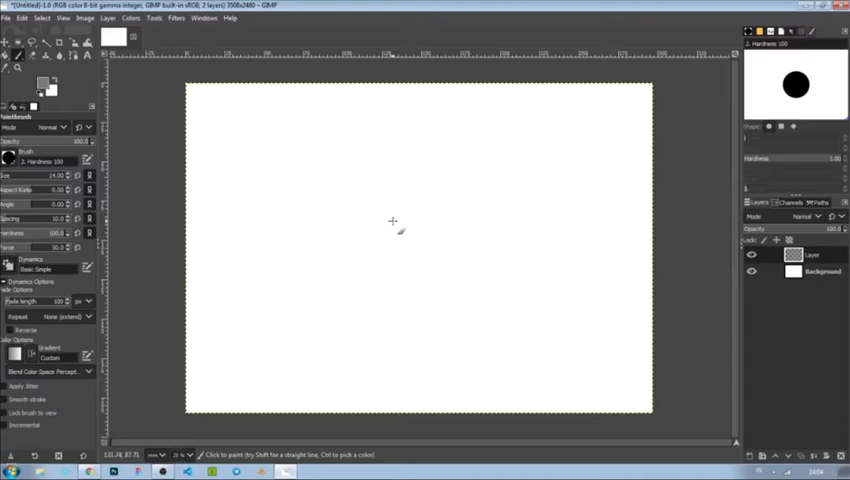 *[Untitled]-1.0 (RGB color 8-bit gamma integer, GIMP built-in sRGB, 2 layers) 3508x2480 – GIMP
File Edit Select View Image Layer Colors Tools Filters Windows Help
Paintbrush
Mode Normal
Opacity 100.0
Brush
2. Hardness 100
Size 14.00
Aspect Ratio 0.00
Angle 0.00
Spacing 10.0
Hardness 100.0
Force 50.0
Dynamics
Basic Simple
Dynamics Options
Fade Options
Fade length 100 px
Repeat None (extend)
Reverse
Color Options
Gradient
Custom
Blend Color Space Percept...
Apply Jitter
Smooth stroke
Lock brush to view
Incremental
2. Hardness 100
Shape:
Hardness 1.00
Layers Channels Paths
Mode Normal
Opacity 100.0
Lock:
Layer
Background
mm 25 % Click to paint (try Shift for a straight line, Ctrl to pick a color)
IN 14:04